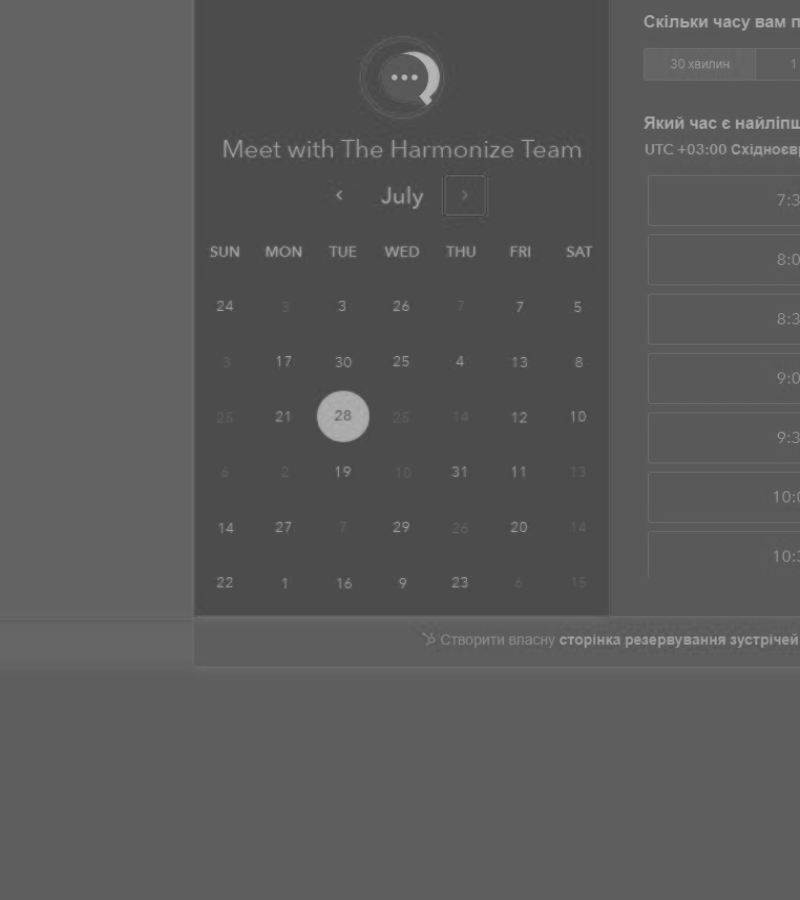 Meet with The Harmonize Team
July
SUN MON TUE WED THU FRI SAT
24 3 3 26 7 7 5
3 17 30 25 4 13 8
25 21 28 25 14 12 10
6 2 19 10 31 11 13
14 27 7 29 26 20 14
22 1 16 9 23 6 15
Скільки часу вам п
30 хвилин 1
Який час є найліпш
UTC +03:00 Східноєв
7:3
8:0
8:3
9:0
9:3
10:0
10:3
Створити власну сторінка резервування зустрічей